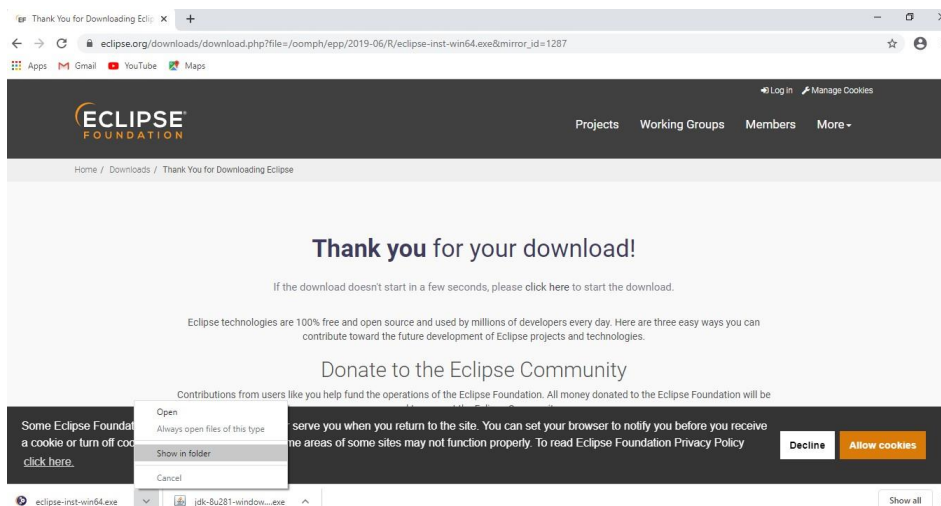 Thank You for Downloading Eclip
eclipse.org/downloads/download.php?file=/oomph/epp/2019-06/R/eclipse-inst-win64.exe&mirror_id=1287
Apps Gmail YouTube Maps
Log in Manage Cookies
ECLIPSE
FOUNDATION
Projects Working Groups Members More
Home / Downloads / Thank You for Downloading Eclipse
Thank you for your download!
If the download doesn't start in a few seconds, please click here to start the download.
Eclipse technologies are 100% free and open source and used by millions of developers every day. Here are three easy ways you can
contribute toward the future development of Eclipse projects and technologies.
Donate to the Eclipse Community
Contributions from users like you help fund the operations of the Eclipse Foundation. All money donated to the Eclipse Foundation will be
Some Eclipse Foundat
serve you when you return to the site. You can set your browser to notify you before you receive
a cookie or turn off coo
me areas of some sites may not function properly. To read Eclipse Foundation Privacy Policy
click here.
Decline Allow cookies
Open
Always open files of this type
Show in folder
Cancel
eclipse-inst-win64.exe jdk-8u281-window....exe Show all